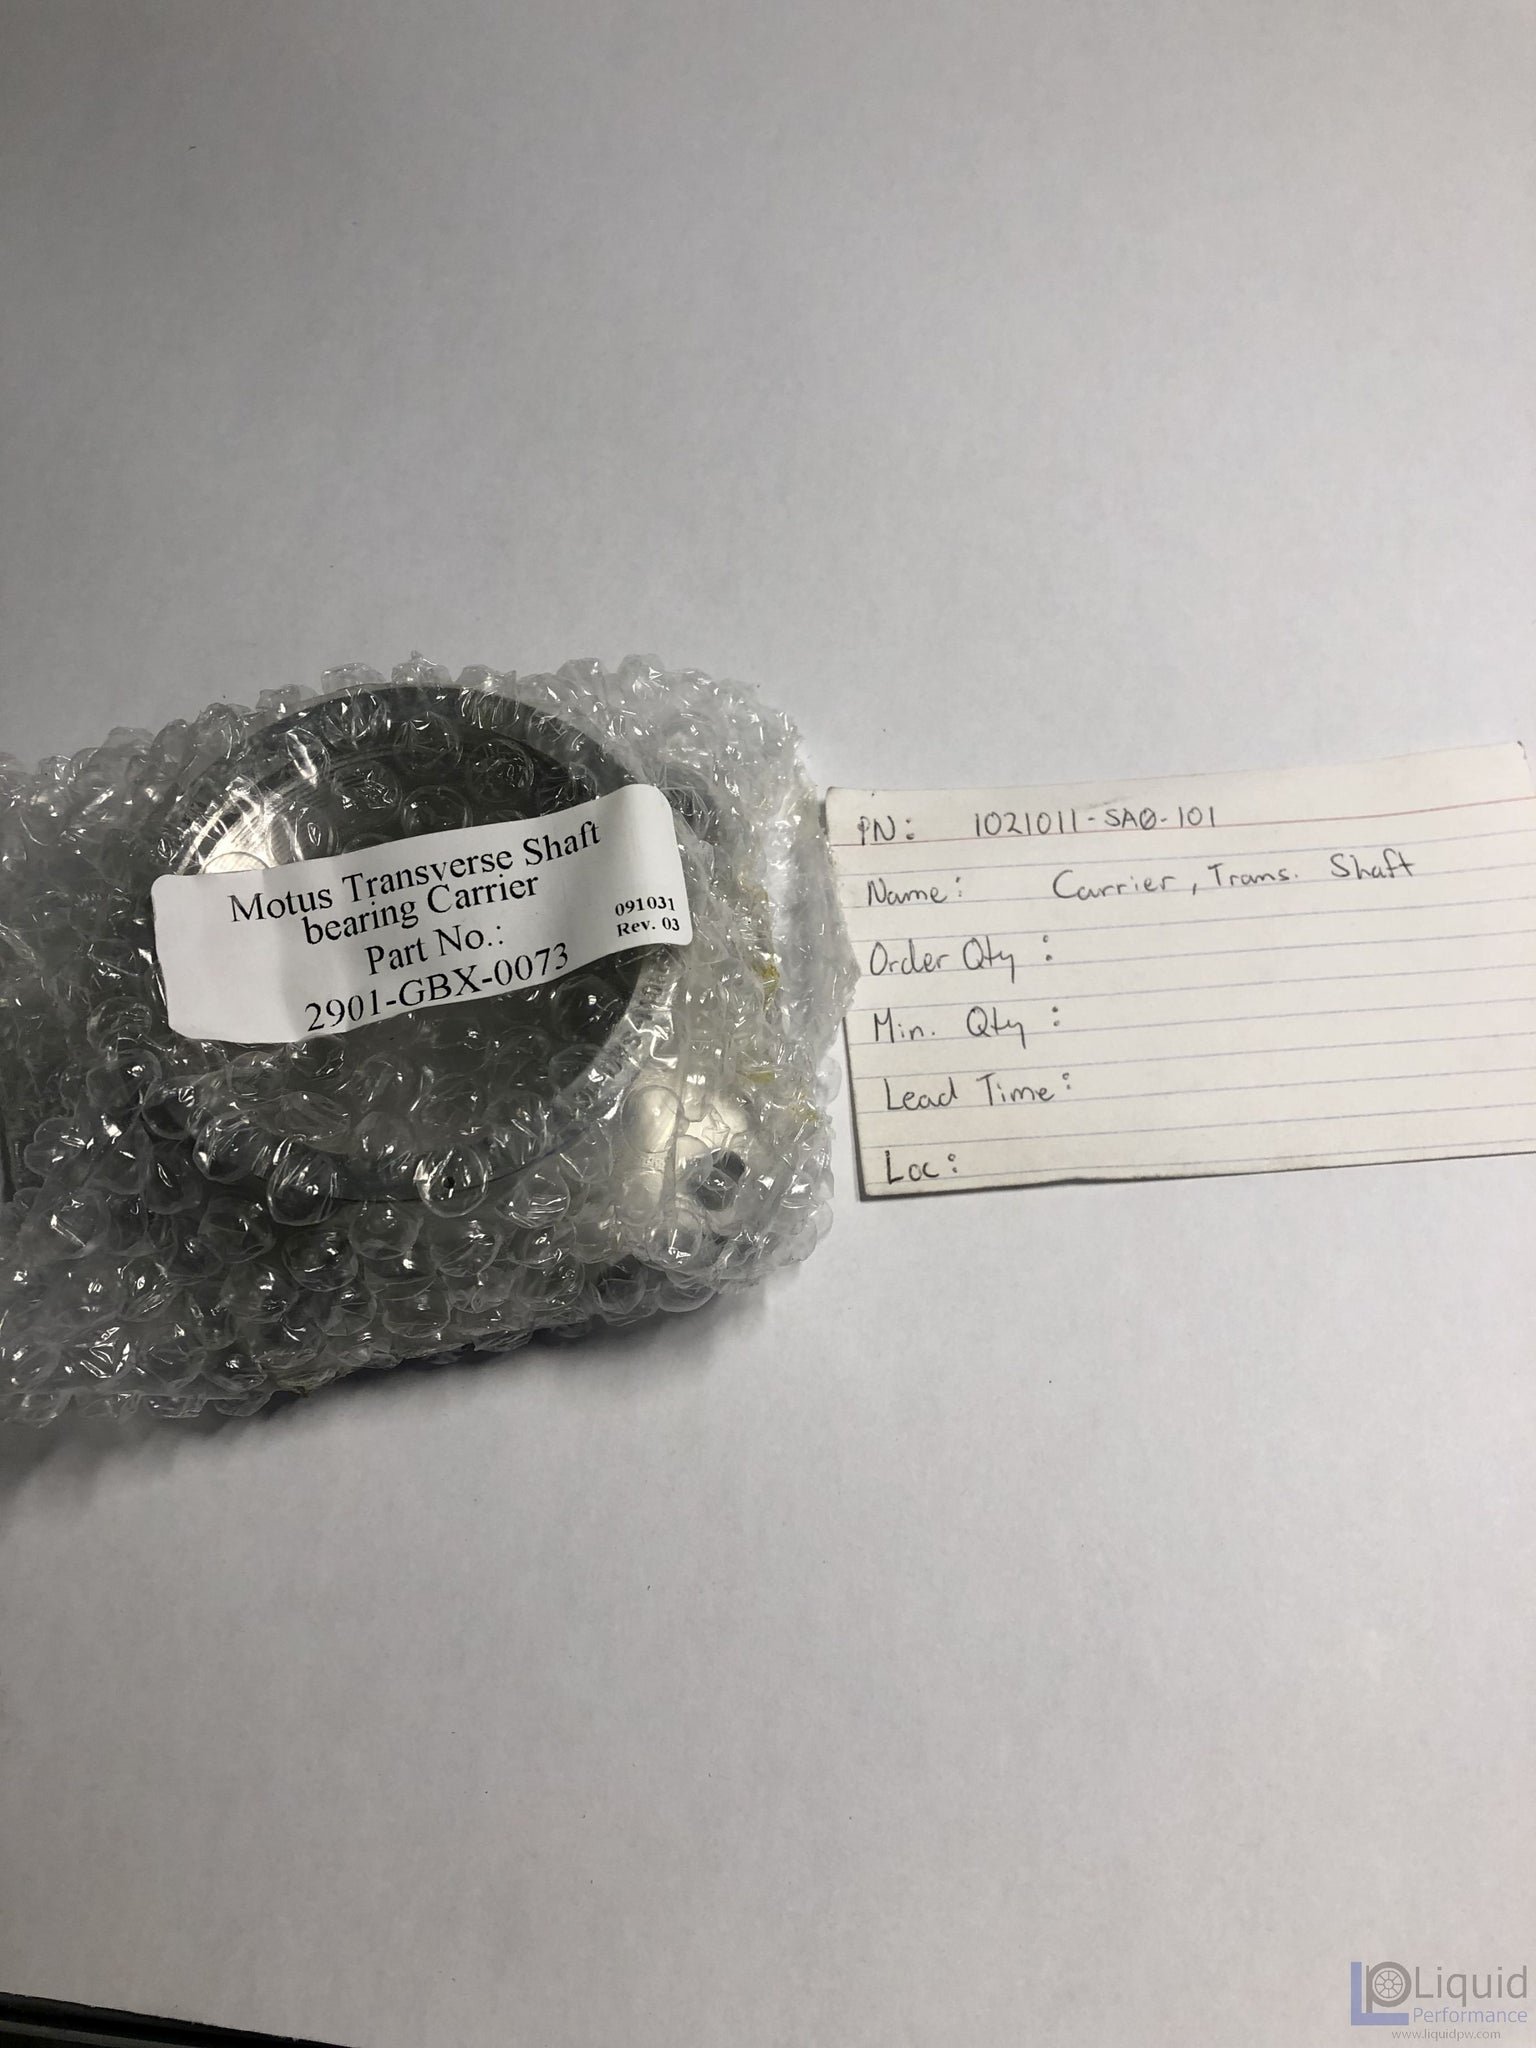 Motus Transverse Shaft
bearing Carrier
Part No.:
2901-GBX-0073
091031
Rev. 03
PN: 1021011-SA0-101
Name: Carrier, Trans. Shaft
Order Qty :
Min. Qty :
Lead Time:
Loc:
Liquid
Performance
www.liquidpw.com